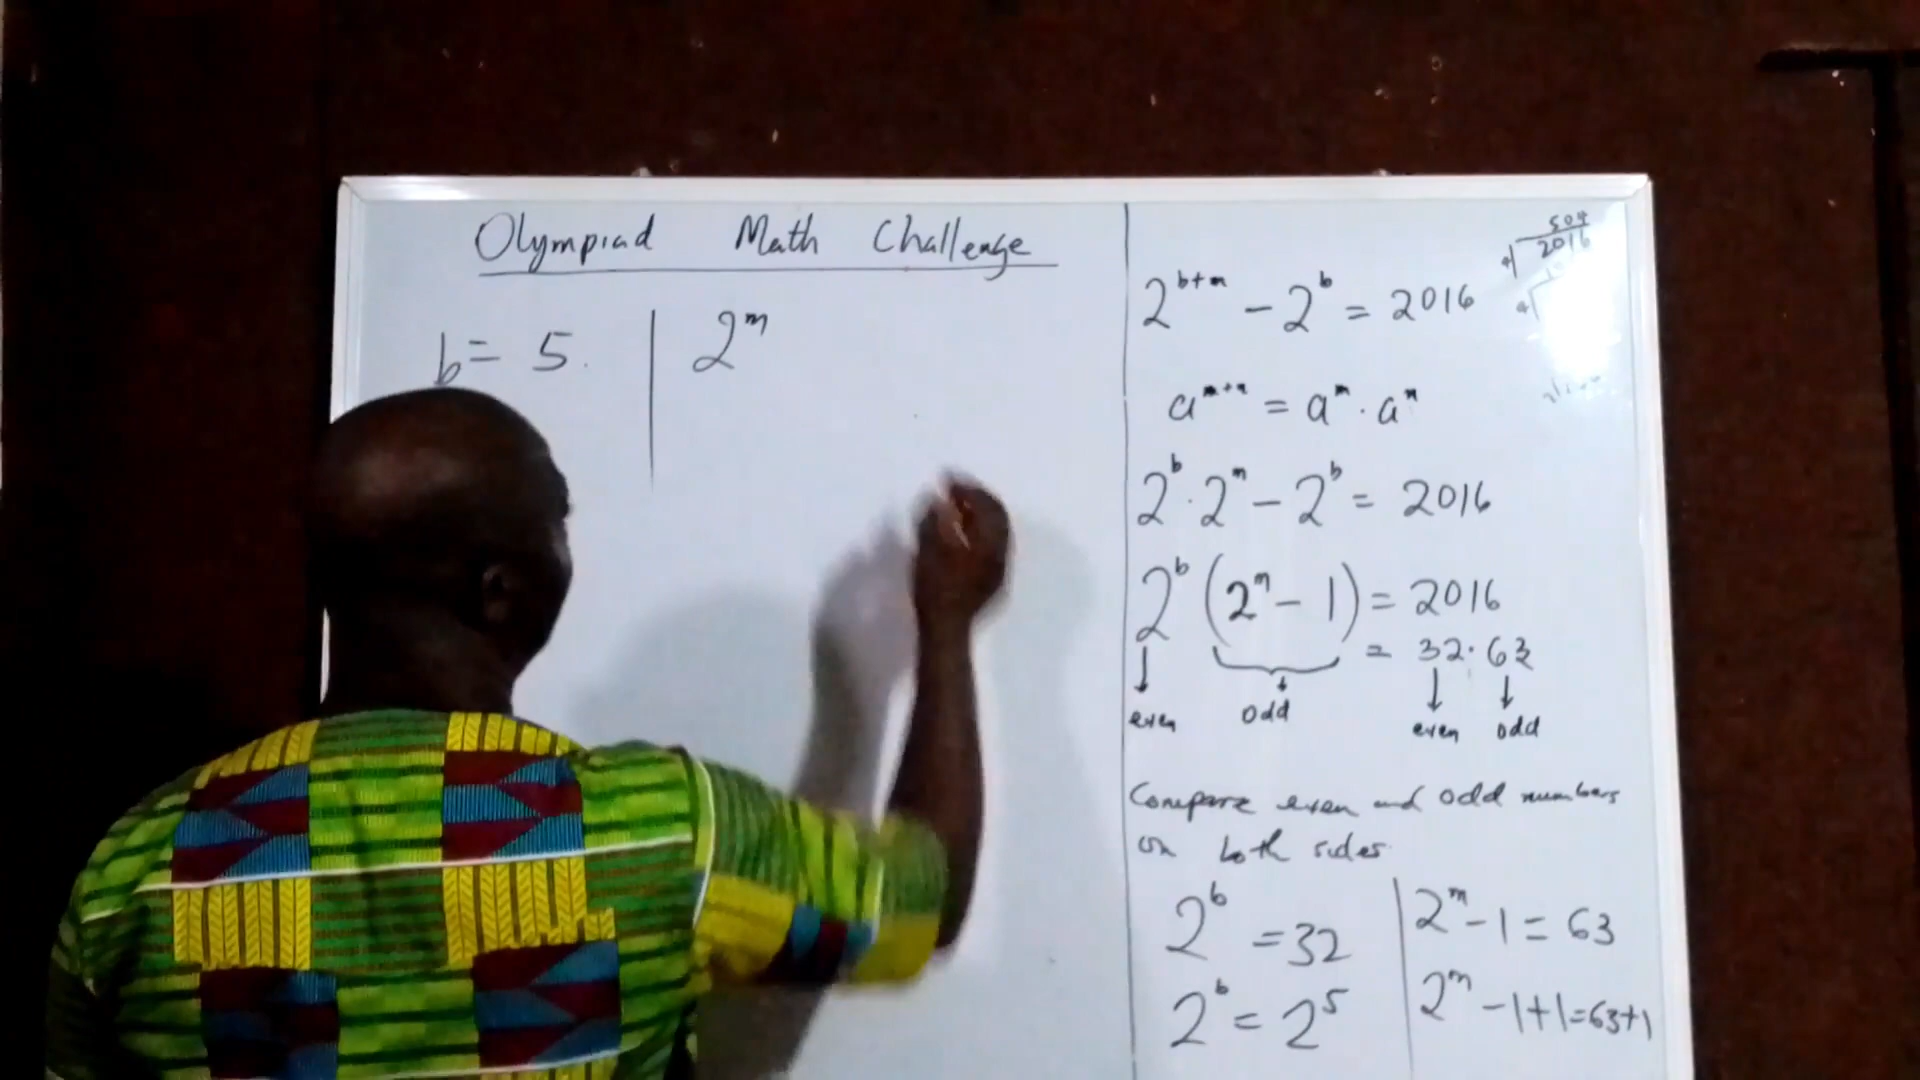 Olympiad Math Challenge
b = 5.
2^m
504
2016
2^{b+m} - 2^b = 2016
a^{m+n} = a^m . a^n
2^b . 2^m - 2^b = 2016
2^b (2^m - 1) = 2016
= 32 . 63
even odd even odd
Compare even and odd numbers
on both sides.
2^b = 32
2^b = 2^5
2^m - 1 = 63
2^m - 1 + 1 = 63 + 1